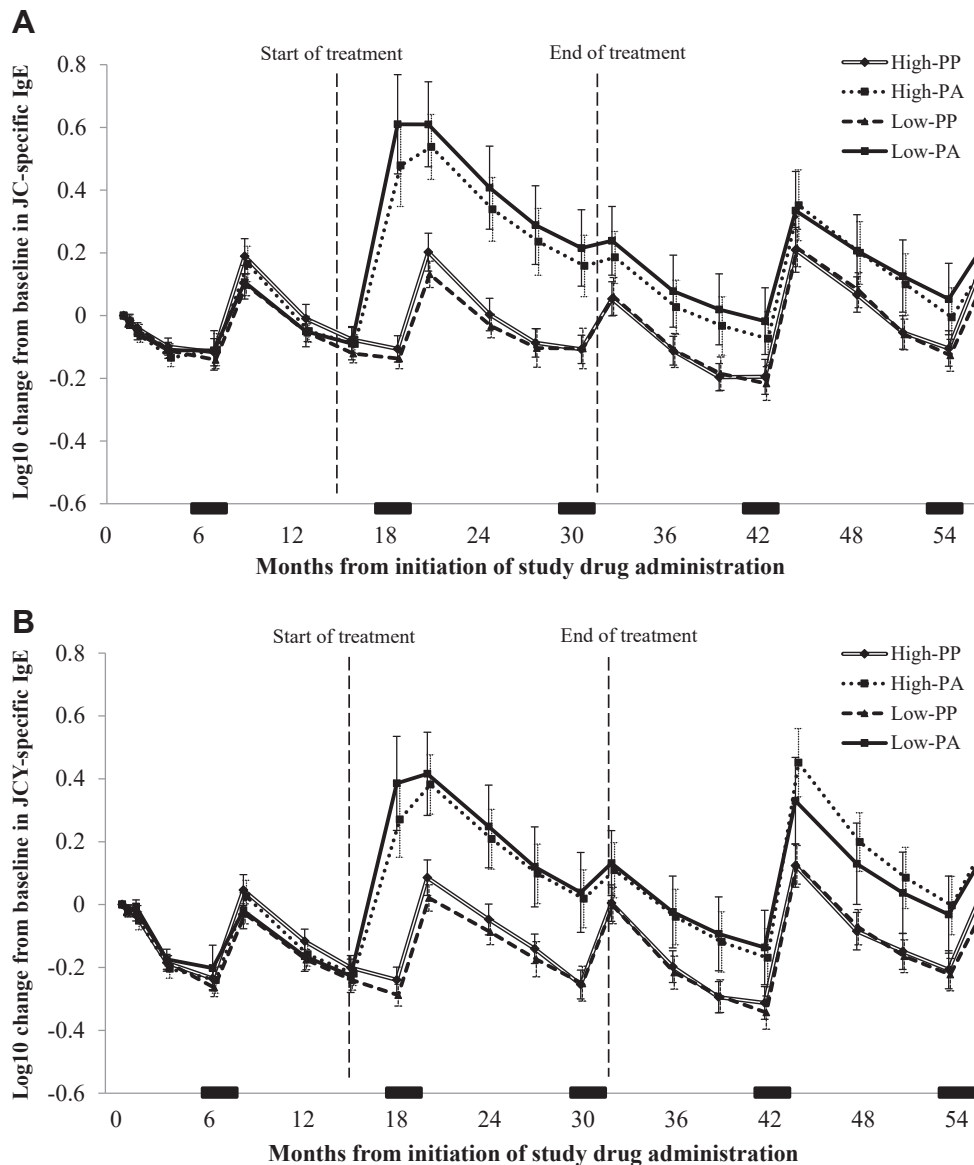 A
Start of treatment
End of treatment
Log10 change from baseline in JC-specific IgE
0.8
0.6
0.4
0.2
0
-0.2
-0.4
-0.6
High-PP
High-PA
Low-PP
Low-PA
0 6 12 18 24 30 36 42 48 54
Months from initiation of study drug administration
B
Start of treatment
End of treatment
Log10 change from baseline in JCY-specific IgE
0.8
0.6
0.4
0.2
0
-0.2
-0.4
-0.6
High-PP
High-PA
Low-PP
Low-PA
0 6 12 18 24 30 36 42 48 54
Months from initiation of study drug administration